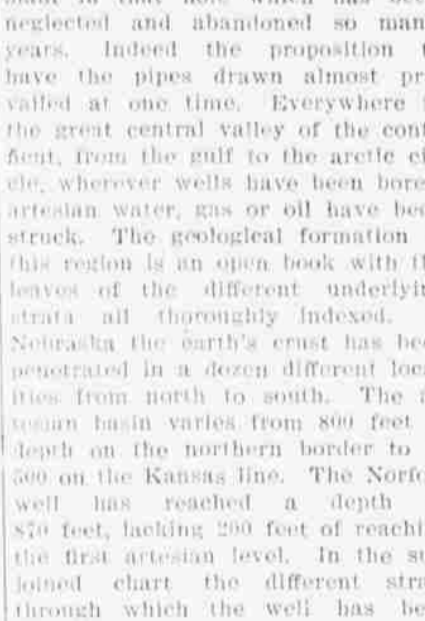 neglected and abandoned so man
years. Indeed the proposition t
have the pipes drawn almost pr
vailed at one time. Everywhere
the great central valley of the cont
fient, from the gulf to the arctic ci
cle, wherever wells have been bore
artesian water, gas or oil have bee
struck. The geological formation
this region is an open book with th
leaves of the different underlyin
strata all thoroughly indexed.
Nebraska the earth's crust has bee
penetrated in a dozen different loca
ities from north to south. The a
tesian basin varies from 800 feet
depth on the northern border to
500 on the Kansas line. The Norfo
well has reached a depth
870 feet, lacking 200 feet of reachi
the first artesian level. In the su
joined chart the different stra
through which the well has be